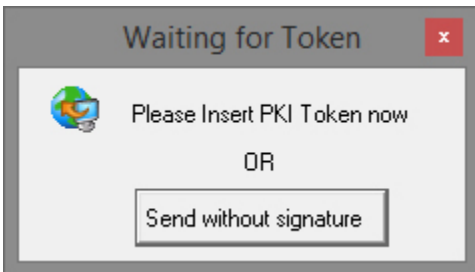 Waiting for Token
x
Please Insert PKI Token now
OR
Send without signature